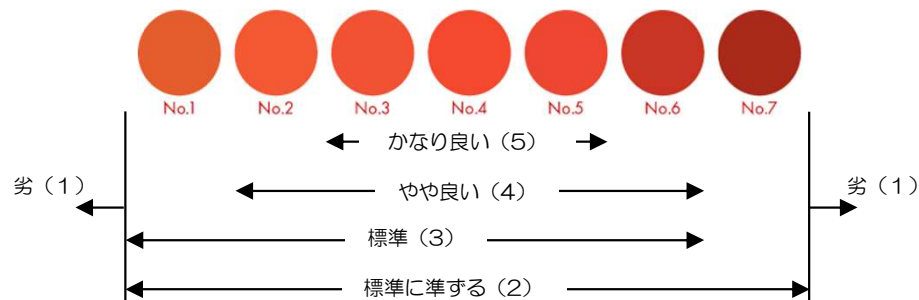 No.1 No.2 No.3 No.4 No.5 No.6 No.7
かなり良い（5）
劣（1） やや良い（4） 劣（1）
標準（3）
標準に準ずる（2）